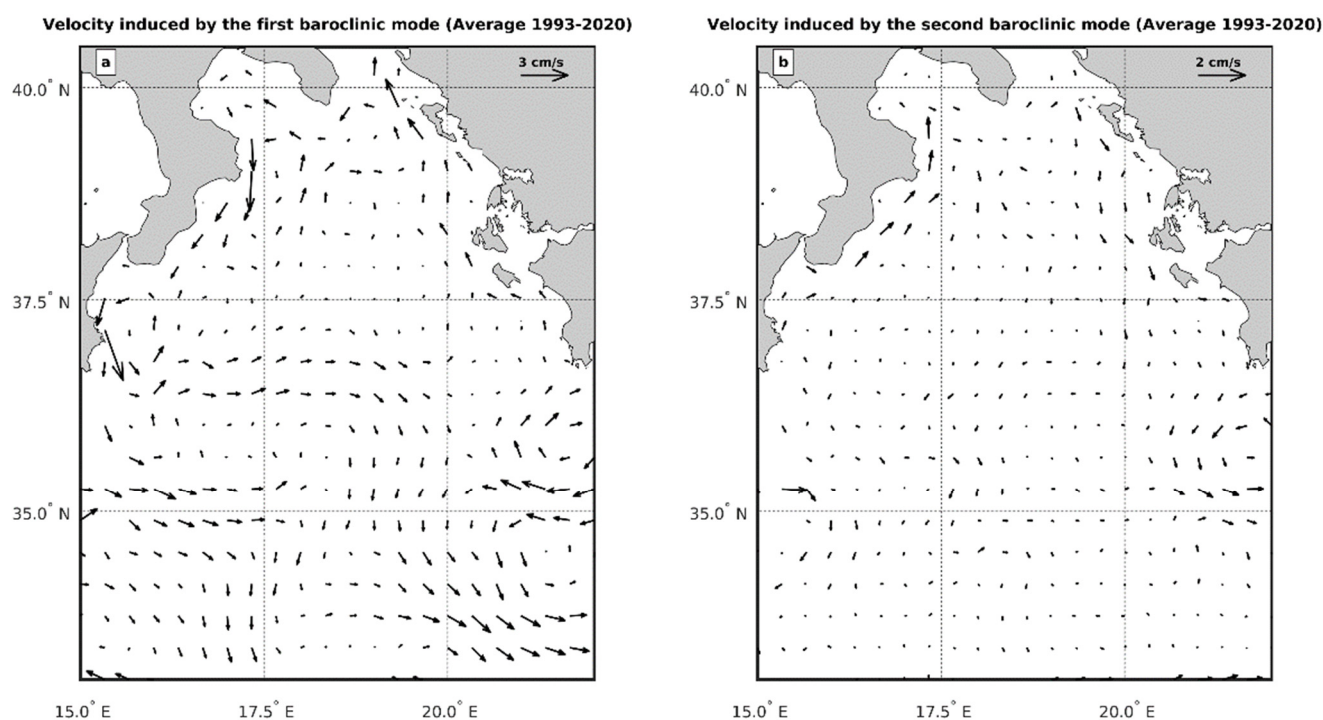 Velocity induced by the first baroclinic mode (Average 1993-2020)
a
3 cm/s
40.0° N
37.5° N
35.0° N
15.0° E
17.5° E
20.0° E
Velocity induced by the second baroclinic mode (Average 1993-2020)
b
2 cm/s
40.0° N
37.5° N
35.0° N
15.0° E
17.5° E
20.0° E